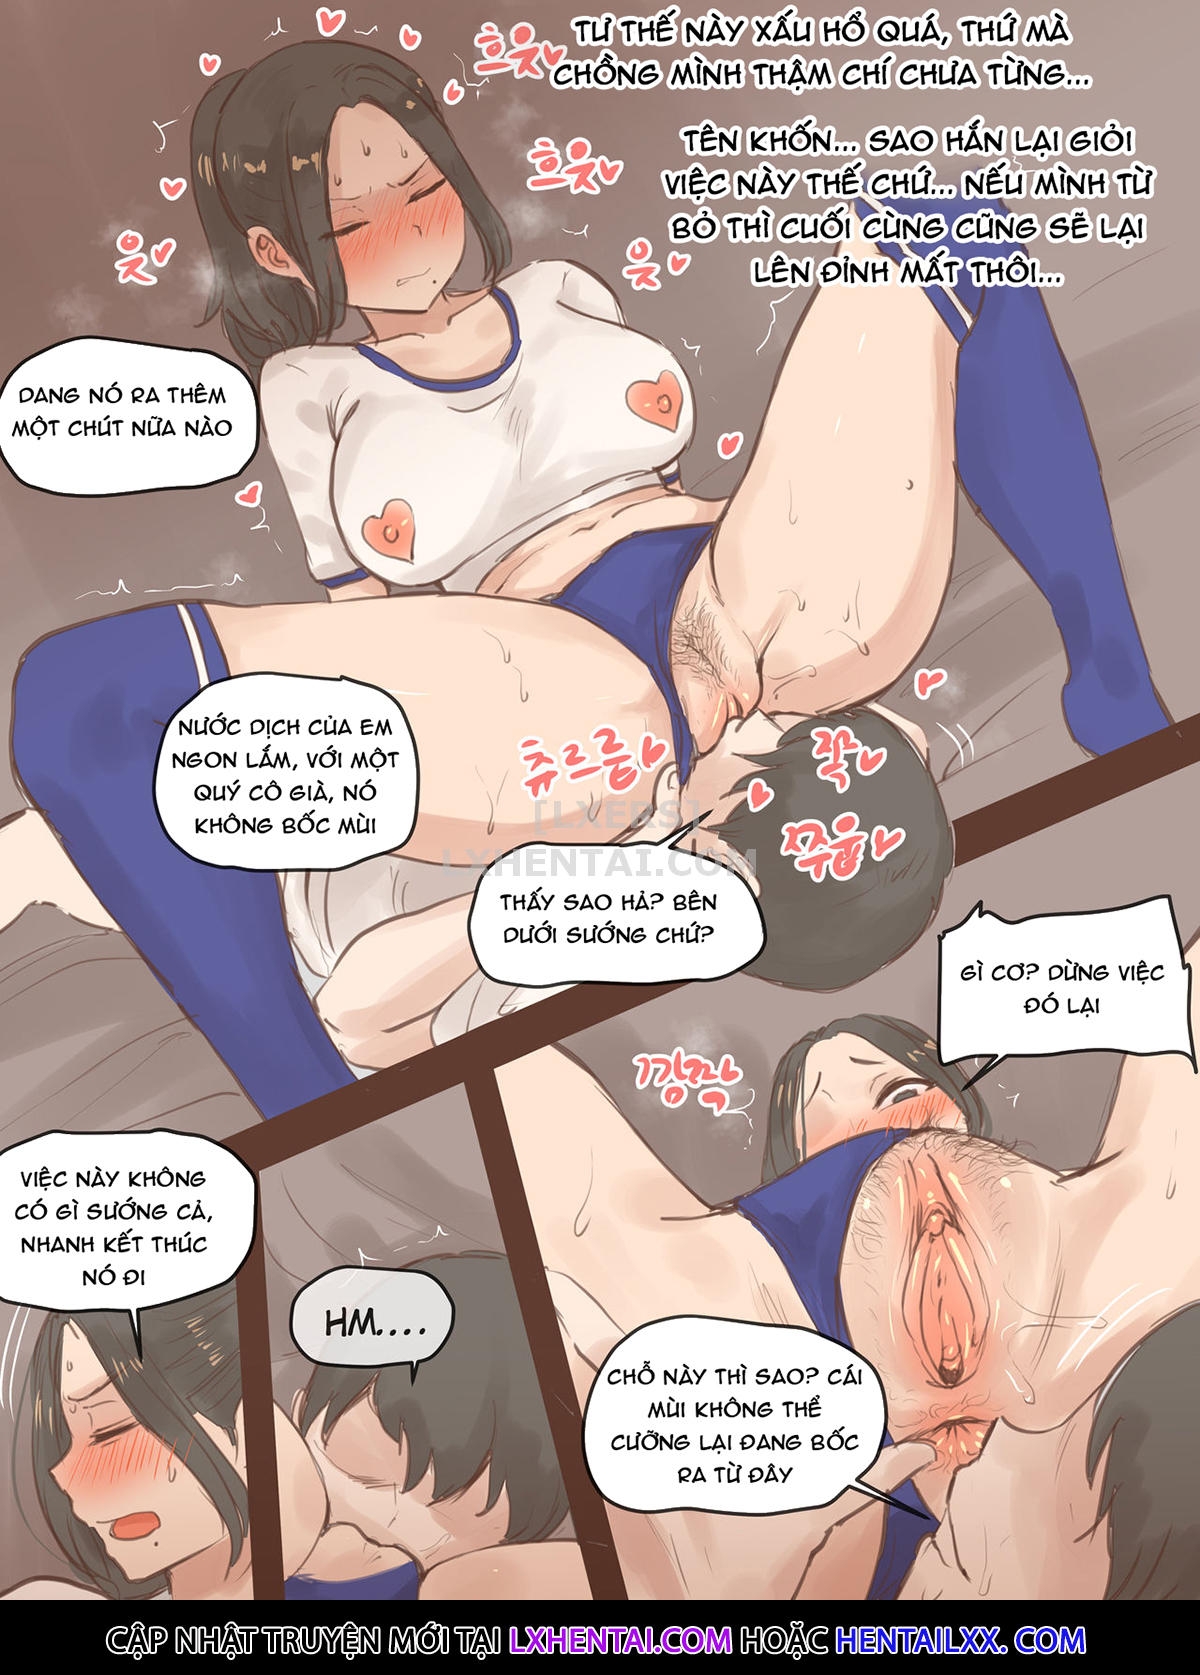 TƯ THẾ NÀY XẤU HỔ QUÁ, THỨ MÀ
CHỒNG MÌNH THẬM CHÍ CHƯA TỪNG...
흐읏
TÊN KHỐN... SAO HẮN LẠI GIỎI
VIỆC NÀY THẾ CHỨ... NẾU MÌNH TỪ
BỎ THÌ CUỐI CÙNG CŨNG SẼ LẠI
LÊN ĐỈNH MẤT THÔI...
흐읏
읏
읏
DANG NÓ RA THÊM
MỘT CHÚT NỮA NÀO
NƯỚC DỊCH CỦA EM
NGON LẮM, VỚI MỘT
QUÝ CÔ GIÀ, NÓ
KHÔNG BỐC MÙI
츄르릅
쫙
쭈웁
[LXERS]
LXHENTAI.COM
THẤY SAO HẢ? BÊN
DƯỚI SƯỚNG CHỨ?
GÌ CƠ? DỪNG VIỆC
ĐÓ LẠI
깜짝
VIỆC NÀY KHÔNG
CÓ GÌ SƯỚNG CẢ,
NHANH KẾT THÚC
NÓ ĐI
HM....
CHỖ NÀY THÌ SAO? CÁI
MÙI KHÔNG THỂ
CƯỠNG LẠI ĐANG BỐC
RA TỪ ĐÂY
CẬP NHẬT TRUYỆN MỚI TẠI LXHENTAI.COM HOẶC HENTAILXX. COM